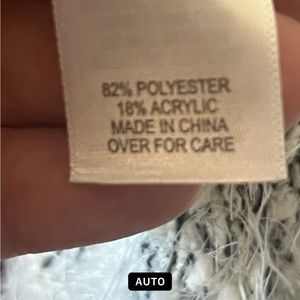 82% POLYESTER
18% ACRYLIC
MADE IN CHINA
OVER FOR CARE
AUTO